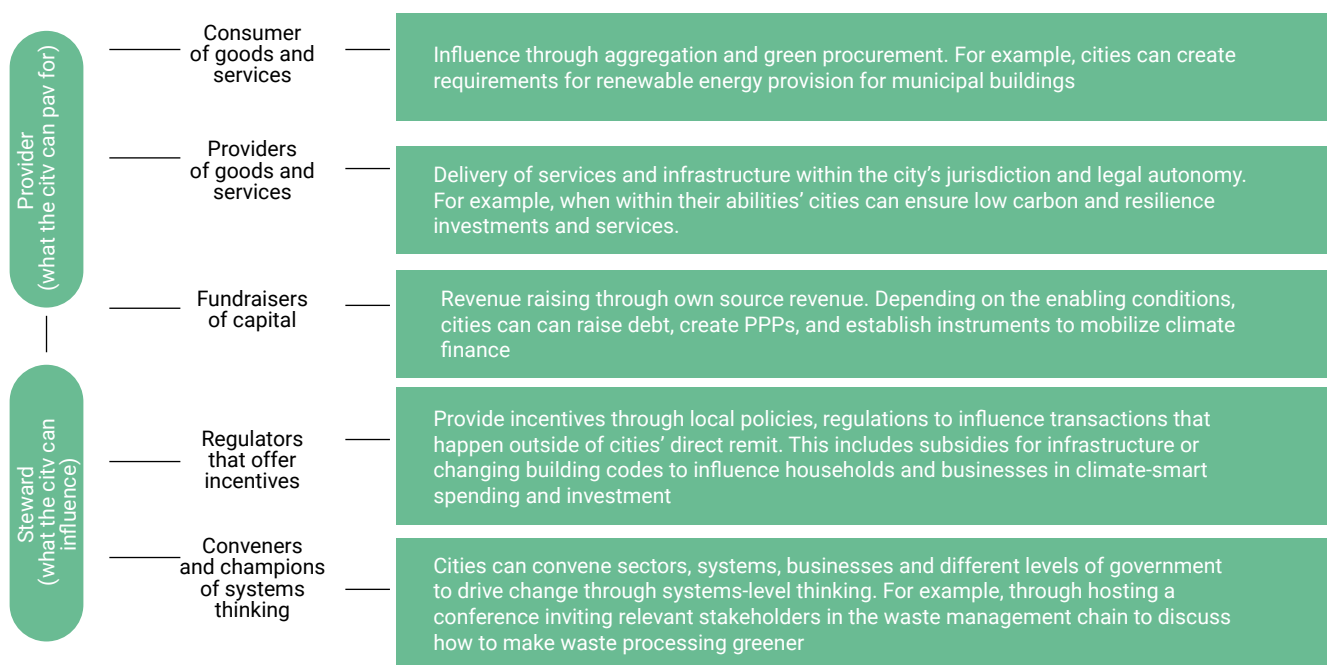 Provider
(what the city can pay for)
Consumer
of goods and
services
Influence through aggregation and green procurement. For example, cities can create
requirements for renewable energy provision for municipal buildings
Providers
of goods and
services
Delivery of services and infrastructure within the city’s jurisdiction and legal autonomy.
For example, when within their abilities’ cities can ensure low carbon and resilience
investments and services.
Fundraisers
of capital
Revenue raising through own source revenue. Depending on the enabling conditions,
cities can can raise debt, create PPPs, and establish instruments to mobilize climate
finance
Steward
(what the city can
influence)
Regulators
that offer
incentives
Provide incentives through local policies, regulations to influence transactions that
happen outside of cities’ direct remit. This includes subsidies for infrastructure or
changing building codes to influence households and businesses in climate-smart
spending and investment
Conveners
and champions
of systems
thinking
Cities can convene sectors, systems, businesses and different levels of government
to drive change through systems-level thinking. For example, through hosting a
conference inviting relevant stakeholders in the waste management chain to discuss
how to make waste processing greener